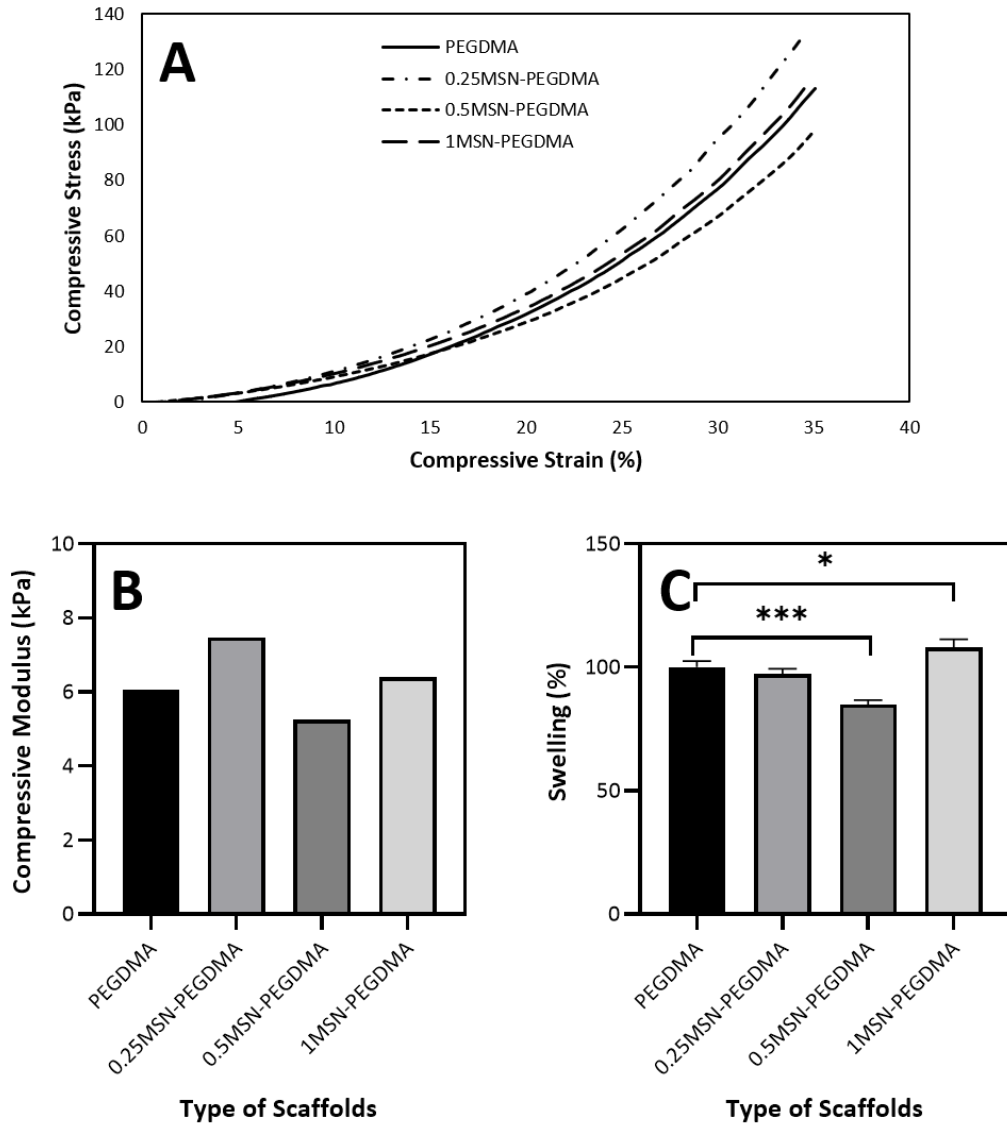 A
PEGDMA
0.25MSN-PEGDMA
0.5MSN-PEGDMA
1MSN-PEGDMA
Compressive Stress (kPa)
140
120
100
80
60
40
20
0
0 5 10 15 20 25 30 35 40
Compressive Strain (%)
B
Compressive Modulus (kPa)
10
8
6
4
2
0
PEGDMA
0.25MSN-PEGDMA
0.5MSN-PEGDMA
1MSN-PEGDMA
Type of Scaffolds
C
*
***
Swelling (%)
150
100
50
0
PEGDMA
0.25MSN-PEGDMA
0.5MSN-PEGDMA
1MSN-PEGDMA
Type of Scaffolds